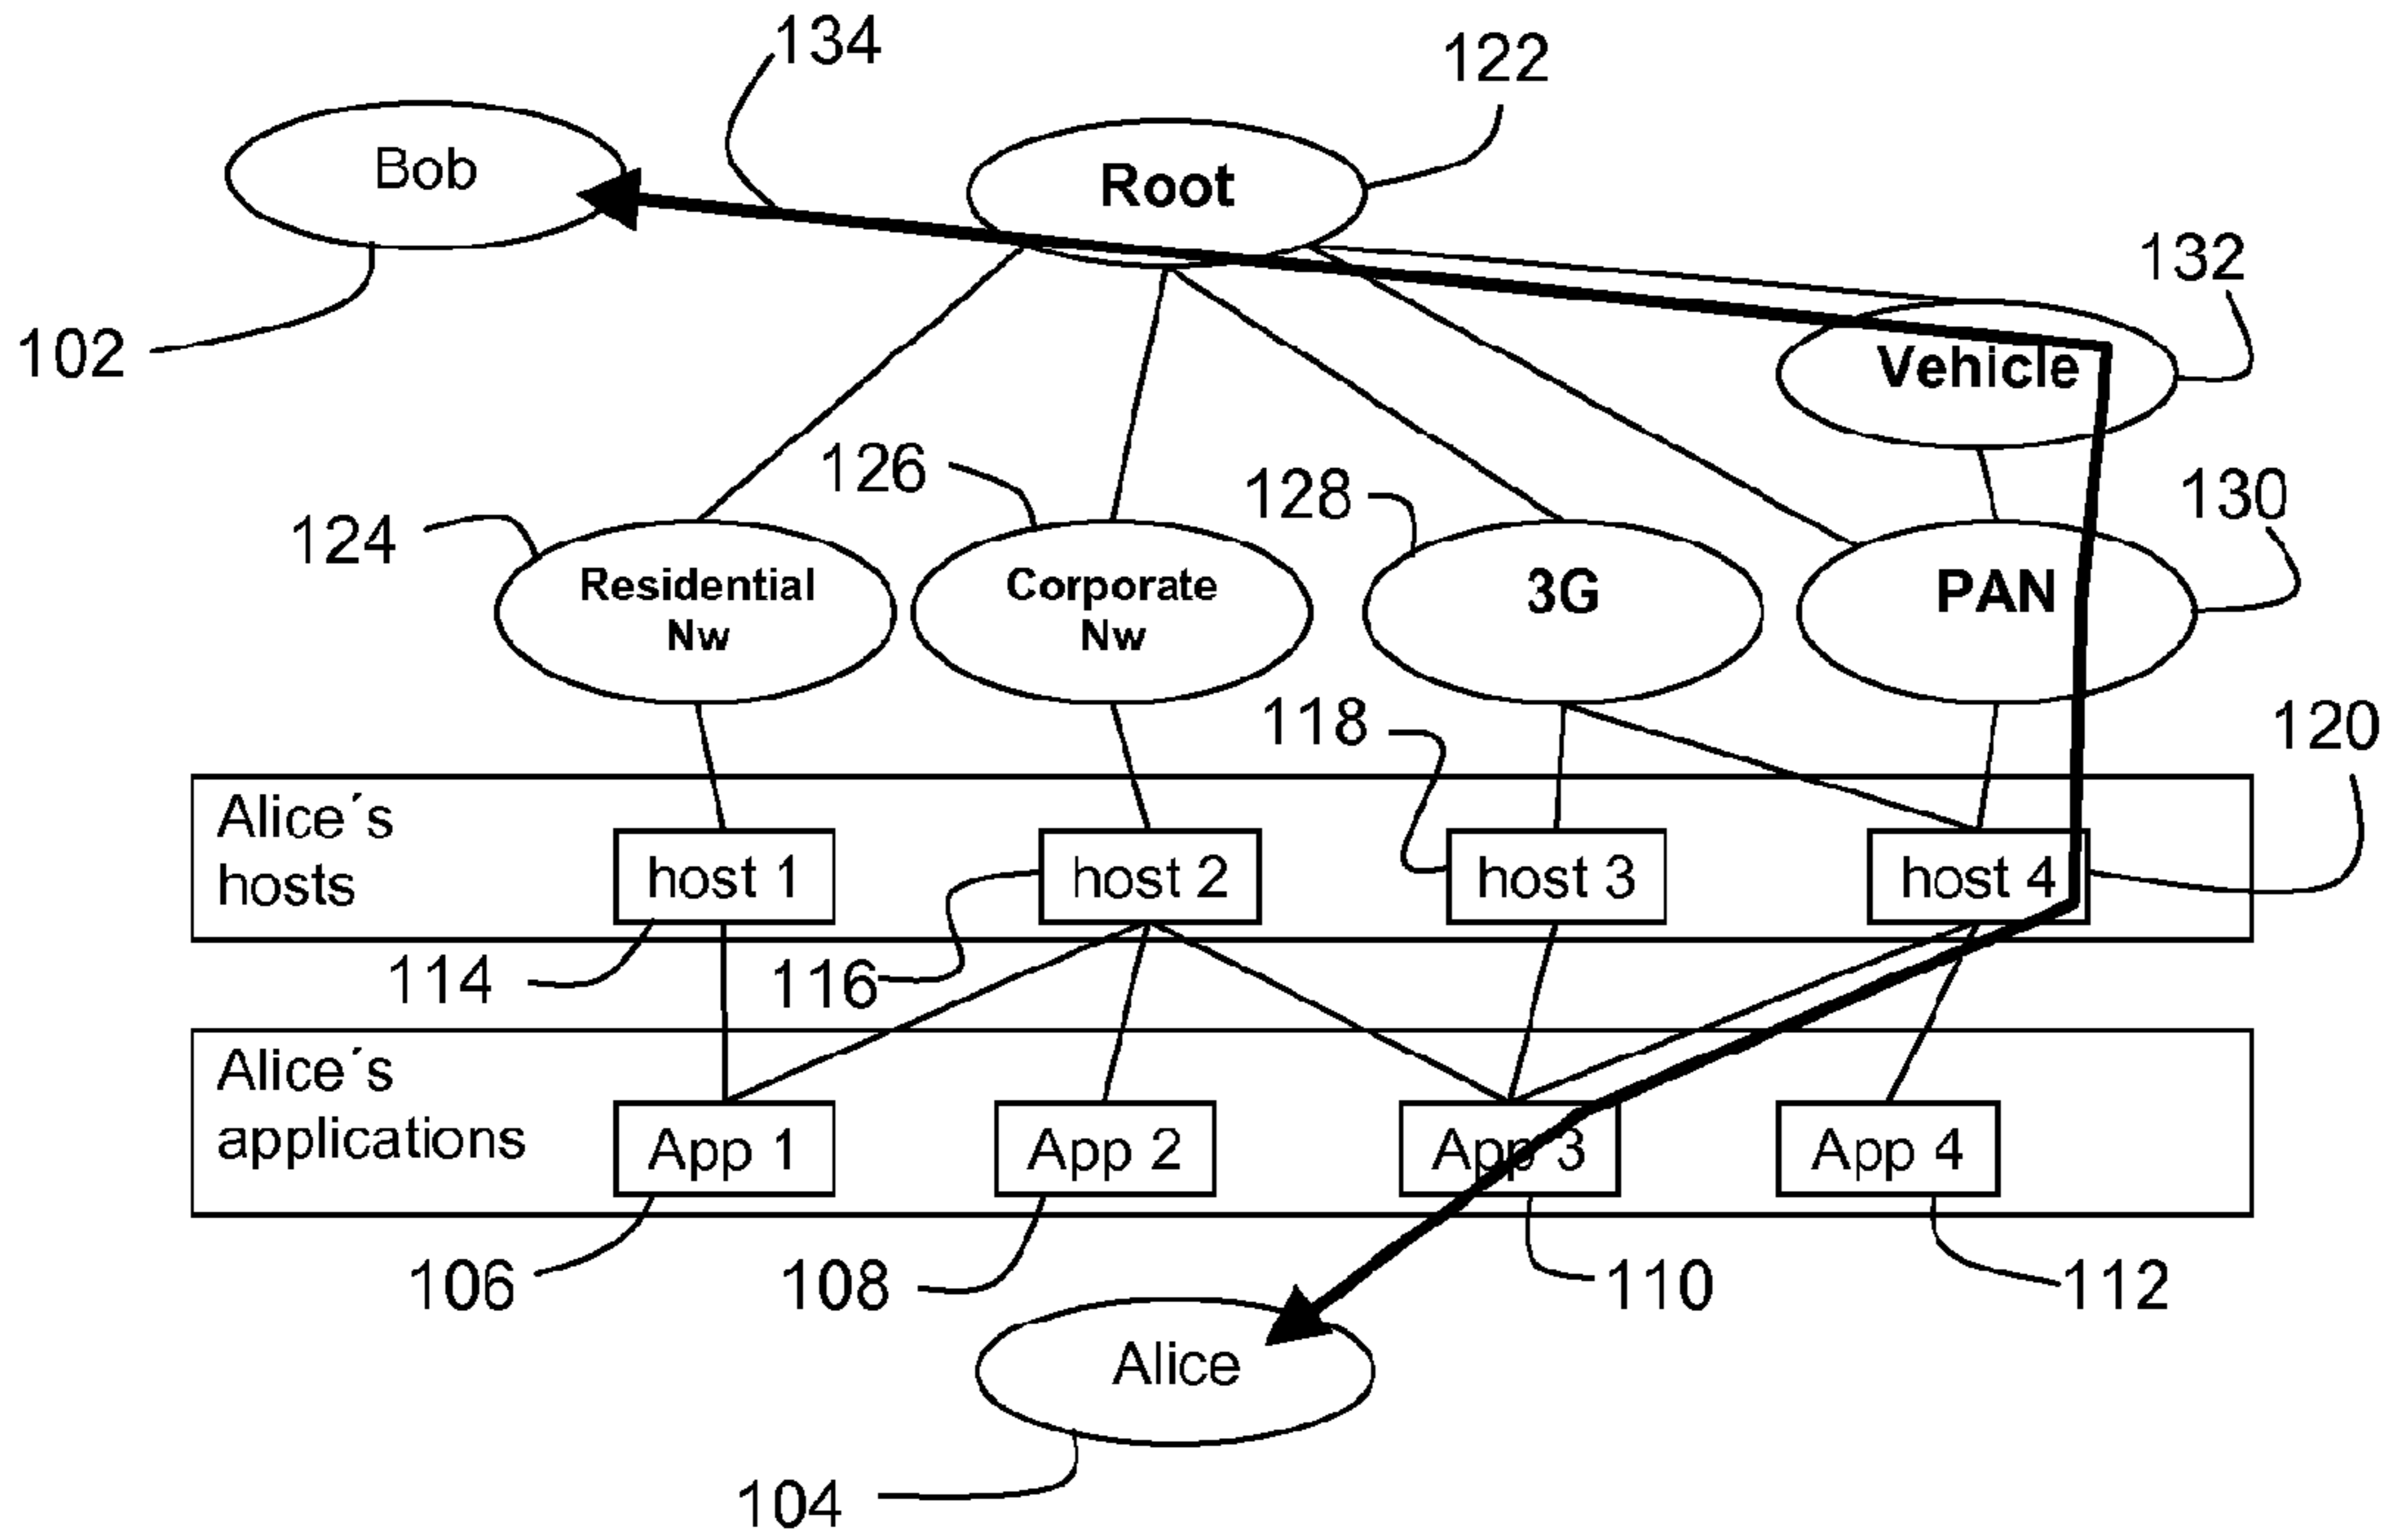 134
122
Bob
Root
132
102
Vehicle
126
128
130
124
Residential
Nw
Corporate
Nw
3G
PAN
118
120
Alice´s
hosts
host 1
host 2
host 3
host 4
114
116
Alice´s
applications
App 1
App 2
App 3
App 4
106
108
110
112
Alice
104